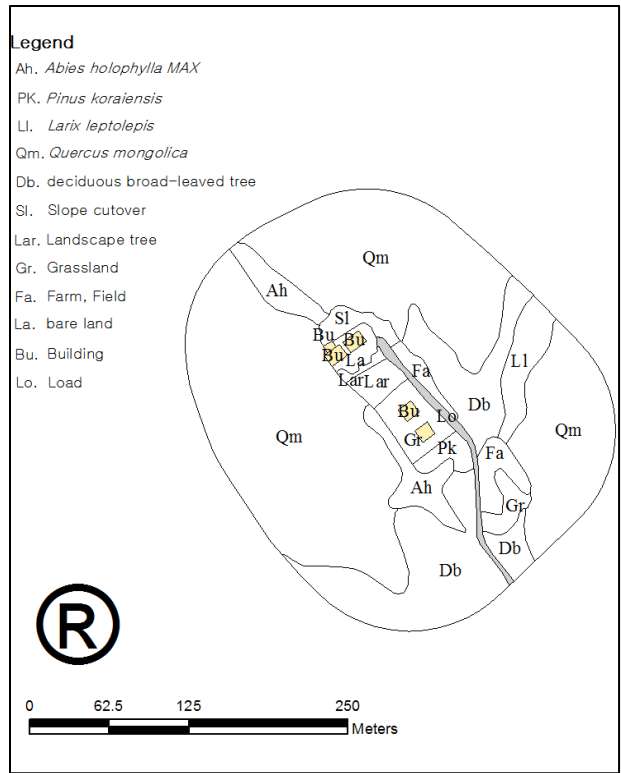 Legend
Ah. Abies holophylla MAX
PK. Pinus koraiensis
Ll. Larix leptolepis
Qm. Quercus mongolica
Db. deciduous broad-leaved tree
Sl. Slope cutover
Lar. Landscape tree
Gr. Grassland
Fa. Farm, Field
La. bare land
Bu. Building
Lo. Load
Qm
Ah
Sl
Bu
Bu
Bu
La
Ll
Fa
Lar
Lar
Db
Bu
Lo
Qm
Qm
Gr
Pk
Fa
Ah
Gr
Db
Db
R
0 62.5 125 250
Meters